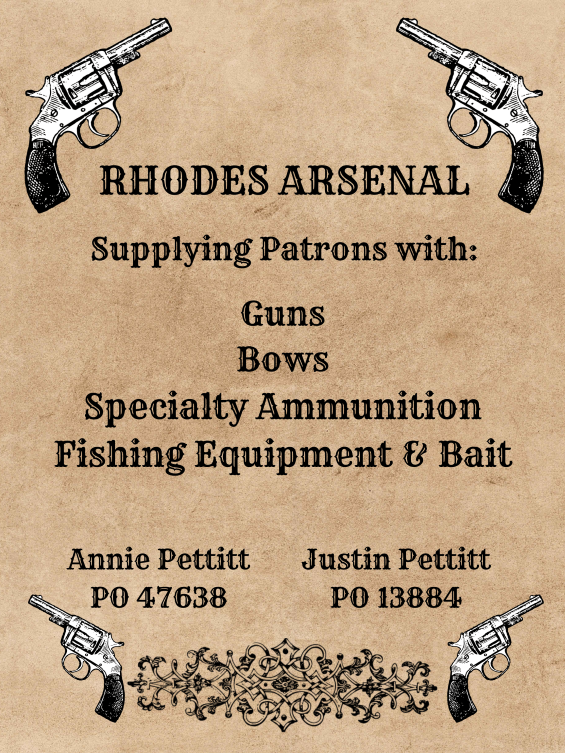 RHODES ARSENAL
Supplying Patrons with:
Guns
Bows
Specialty Ammunition
Fishing Equipment & Bait
Annie Pettitt
PO 47638
Justin Pettitt
PO 13884